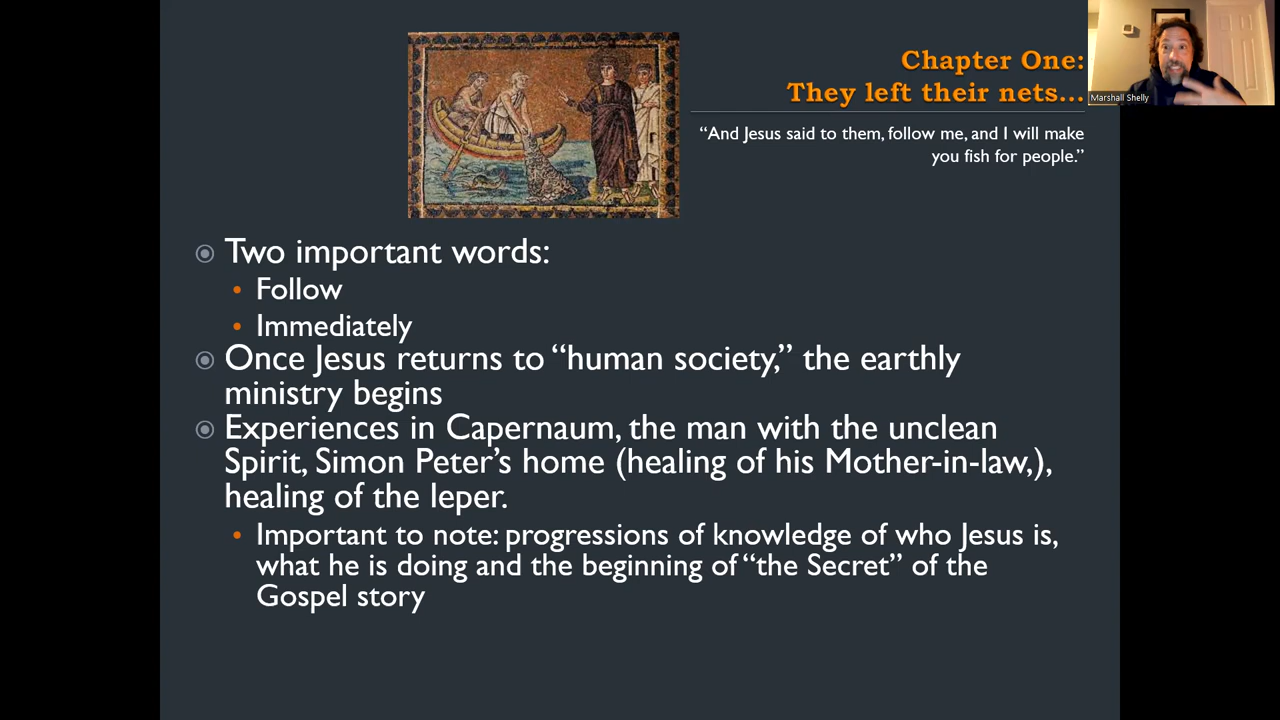 Chapter One:
They left their nets...
Marshall Shelly
“And Jesus said to them, follow me, and I will make
you fish for people.”
Two important words:
Follow
Immediately
Once Jesus returns to “human society,” the earthly
ministry begins
Experiences in Capernaum, the man with the unclean
Spirit, Simon Peter’s home (healing of his Mother-in-law,),
healing of the leper.
Important to note: progressions of knowledge of who Jesus is,
what he is doing and the beginning of “the Secret” of the
Gospel story